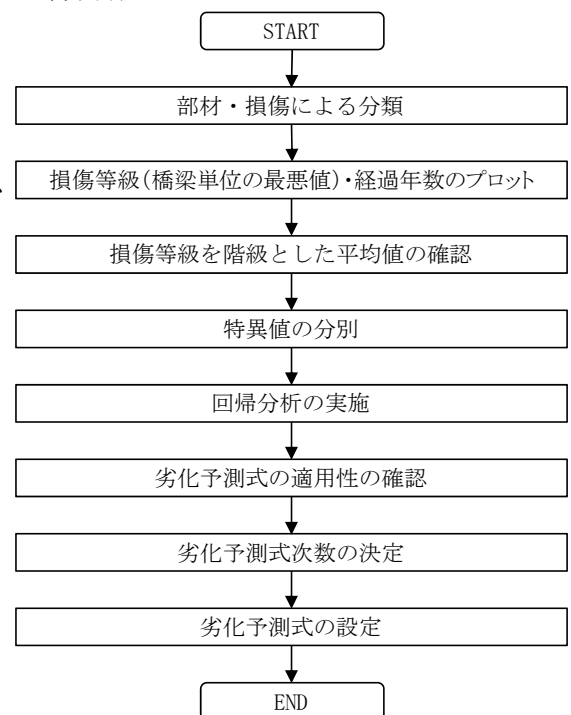 START
部材・損傷による分類
損傷等級(橋梁単位の最悪値)・経過年数のプロット
損傷等級を階級とした平均値の確認
特異値の分別
回帰分析の実施
劣化予測式の適用性の確認
劣化予測式次数の決定
劣化予測式の設定
END